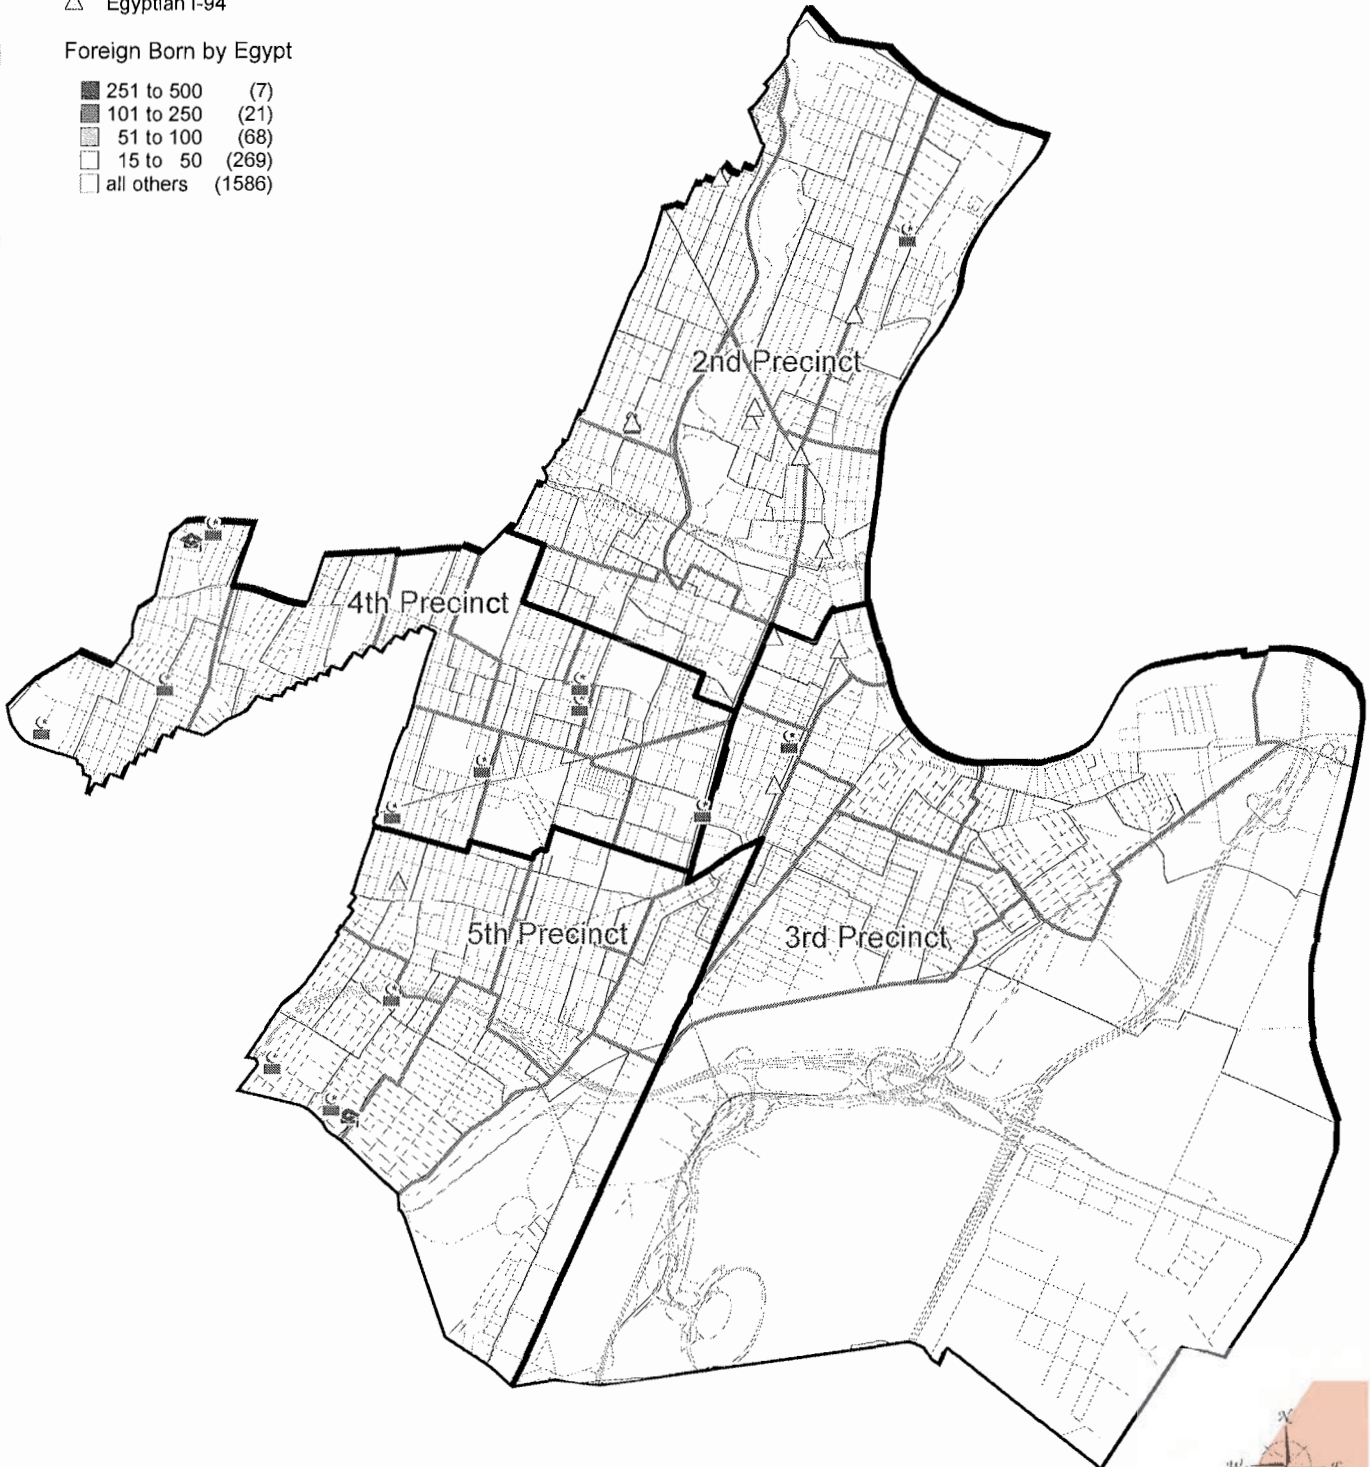 Egyptian I-94
Foreign Born by Egypt
251 to 500 (7)
101 to 250 (21)
51 to 100 (68)
15 to 50 (269)
all others (1586)
2nd Precinct
4th Precinct
5th Precinct
3rd Precinct
N